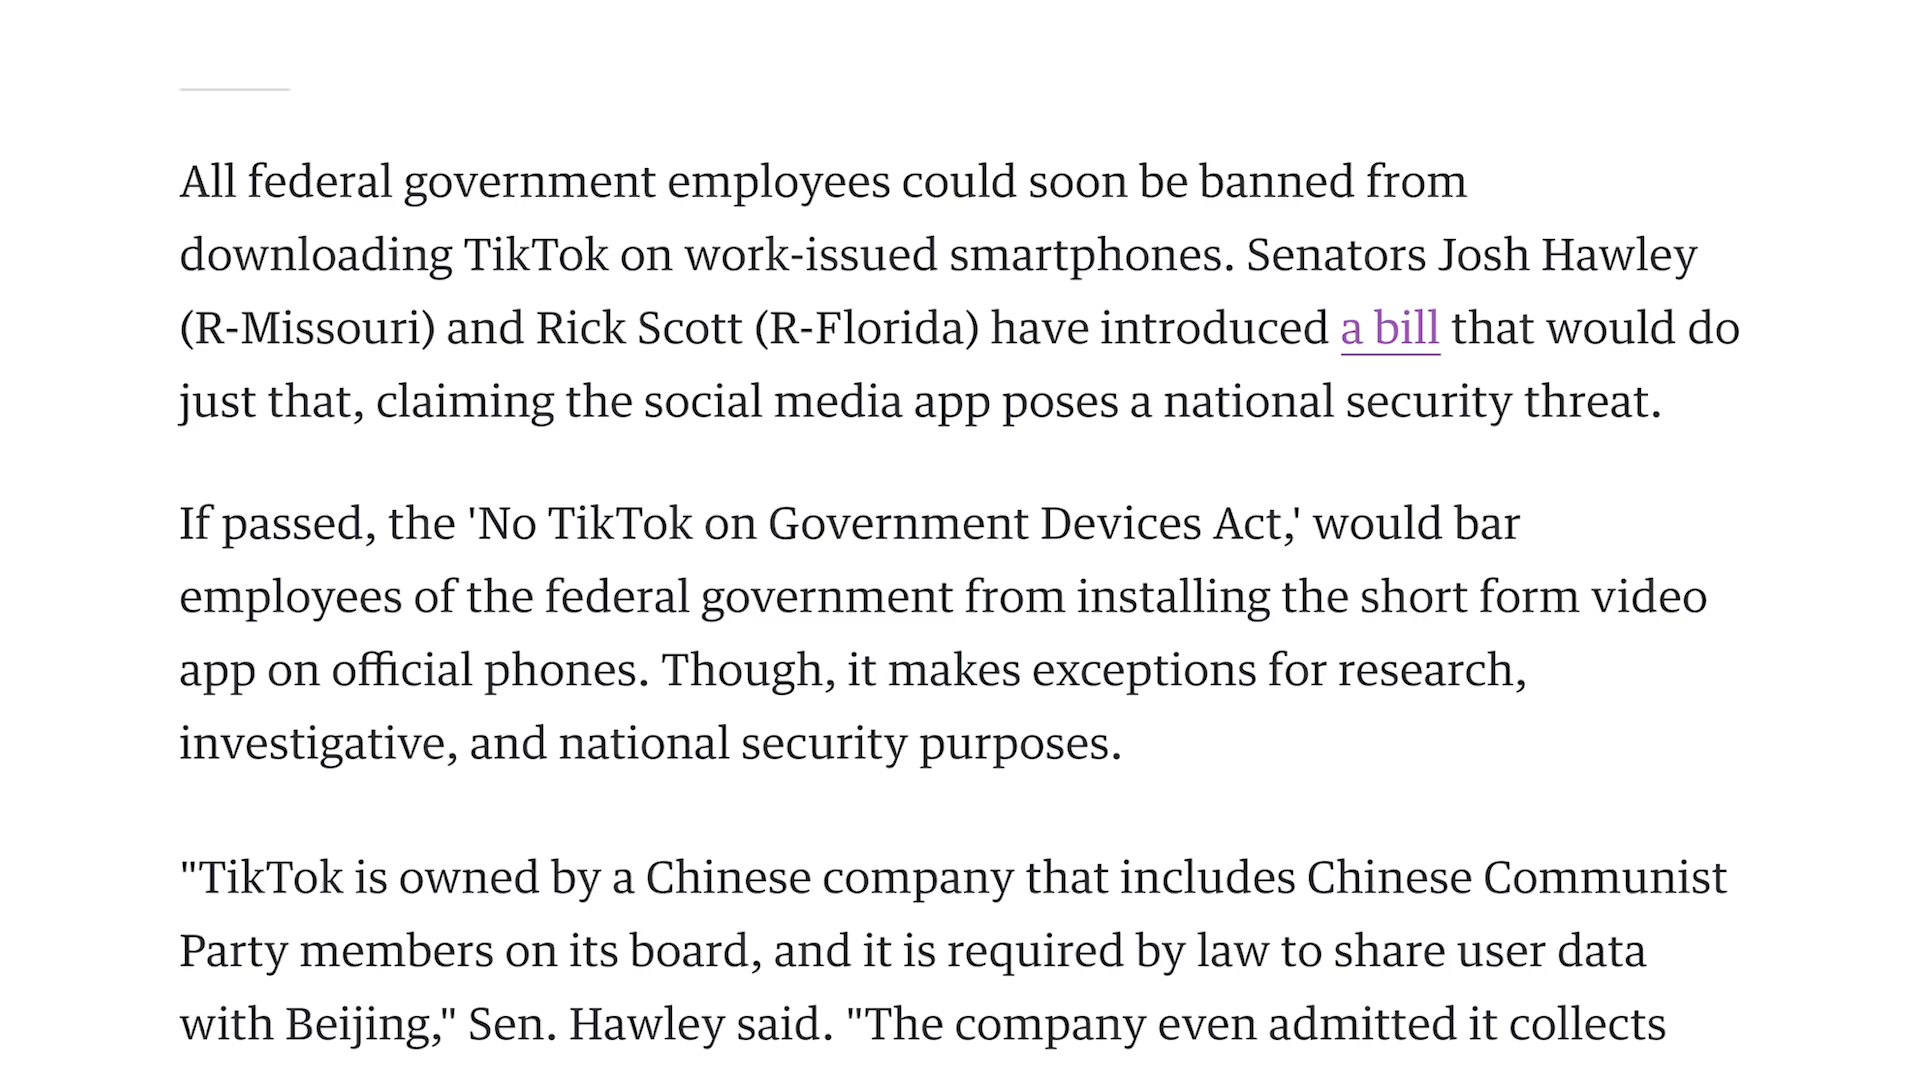 All federal government employees could soon be banned from
downloading TikTok on work-issued smartphones. Senators Josh Hawley
(R-Missouri) and Rick Scott (R-Florida) have introduced a bill that would do
just that, claiming the social media app poses a national security threat.
If passed, the 'No TikTok on Government Devices Act,' would bar
employees of the federal government from installing the short form video
app on official phones. Though, it makes exceptions for research,
investigative, and national security purposes.
"TikTok is owned by a Chinese company that includes Chinese Communist
Party members on its board, and it is required by law to share user data
with Beijing," Sen. Hawley said. "The company even admitted it collects